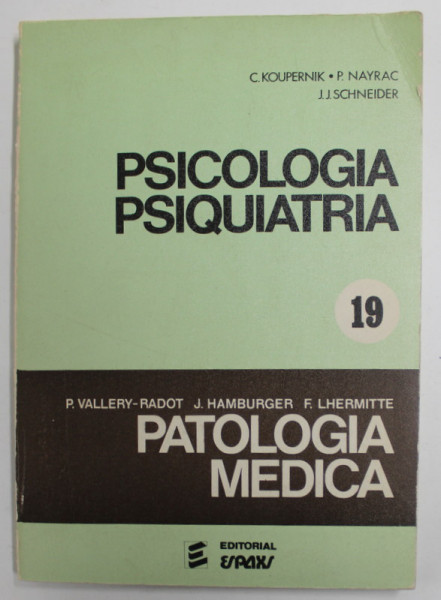 C. KOUPERNIK • P. NAYRAC
J. J. SCHNEIDER
PSICOLOGIA
PSIQUIATRIA
19
P. VALLERY-RADOT J. HAMBURGER F. LHERMITTE
PATOLOGIA
MEDICA
EDITORIAL
ESPAXS